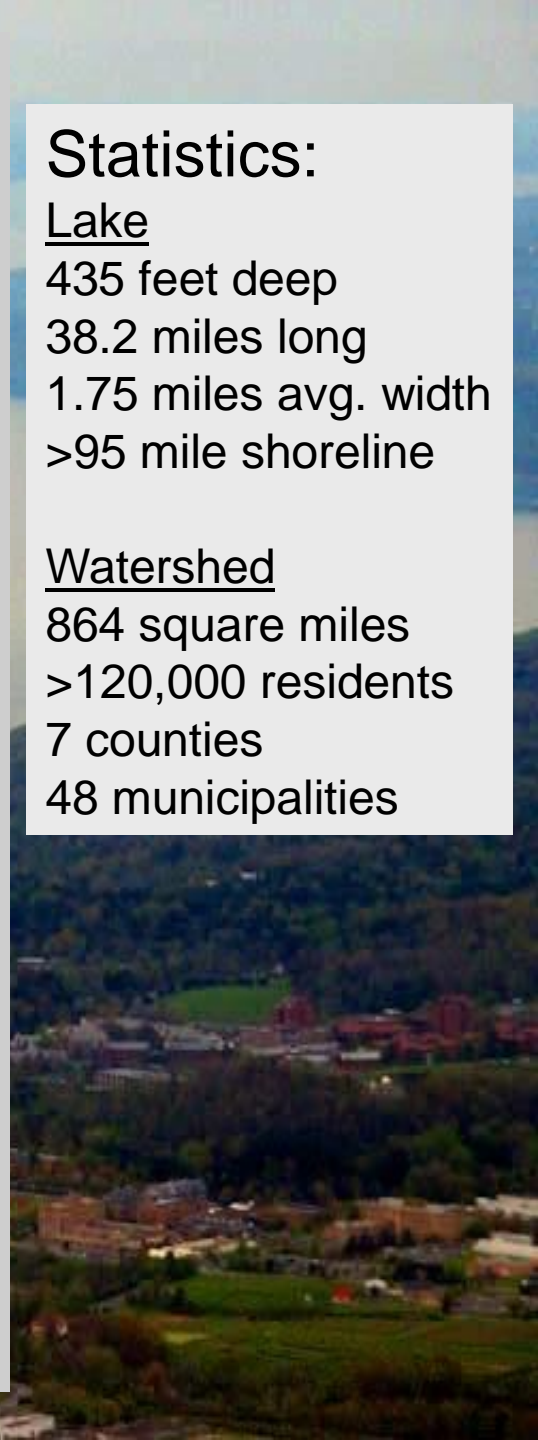 Statistics:
Lake
435 feet deep
38.2 miles long
1.75 miles avg. width
>95 mile shoreline
Watershed
864 square miles
>120,000 residents
7 counties
48 municipalities